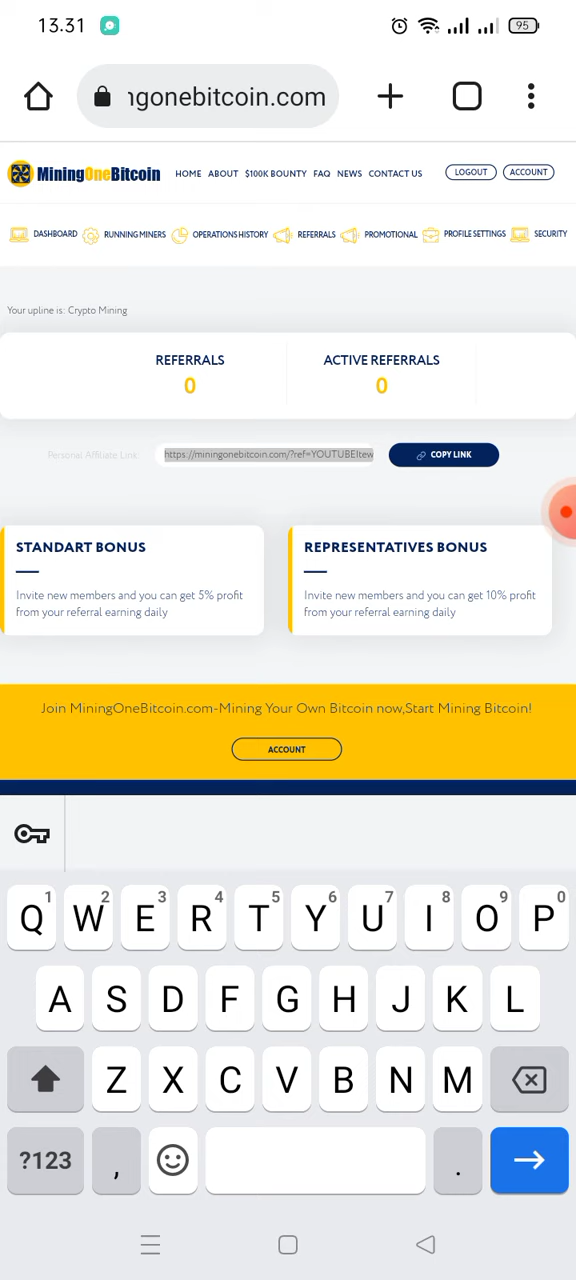 13.31
95
ngonebitcoin.com
MiningOneBitcoin
HOME ABOUT $100K BOUNTY FAQ NEWS CONTACT US
LOGOUT ACCOUNT
DASHBOARD RUNNING MINERS OPERATIONS HISTORY REFERRALS PROMOTIONAL PROFILE SETTINGS SECURITY
Your upline is: Crypto Mining
REFERRALS ACTIVE REFERRALS
0 0
Personal Affiliate Link: https://miningonebitcoin.com/?ref=YOUTUBEItew COPY LINK
STANDART BONUS
Invite new members and you can get 5% profit
from your referral earning daily
REPRESENTATIVES BONUS
Invite new members and you can get 10% profit
from your referral earning daily
Join MiningOneBitcoin.com-Mining Your Own Bitcoin now,Start Mining Bitcoin!
ACCOUNT
1 2 3 4 5 6 7 8 9 0
Q W E R T Y U I O P
A S D F G H J K L
Z X C V B N M
?123 , .